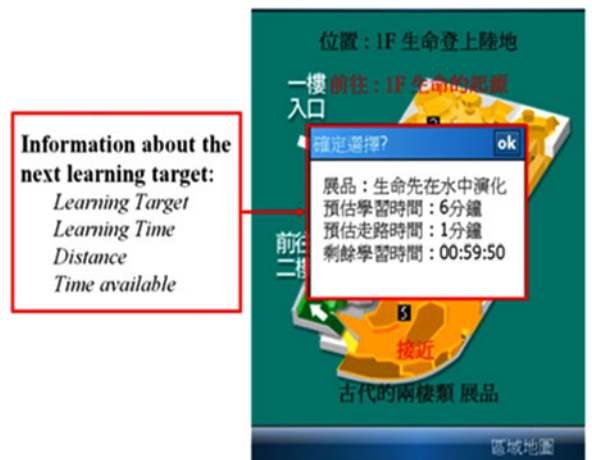 Information about the
next learning target:
Learning Target
Learning Time
Distance
Time available
位置：1F 生命登上陸地
前往：1F 生命的起源
一樓
入口
確定選擇?
ok
展品：生命先在水中演化
預估學習時間：6分鐘
預估走路時間：1分鐘
剩餘學習時間：00:59:50
前往
二樓
5
接近
古代的兩棲類 展品
區域地圖